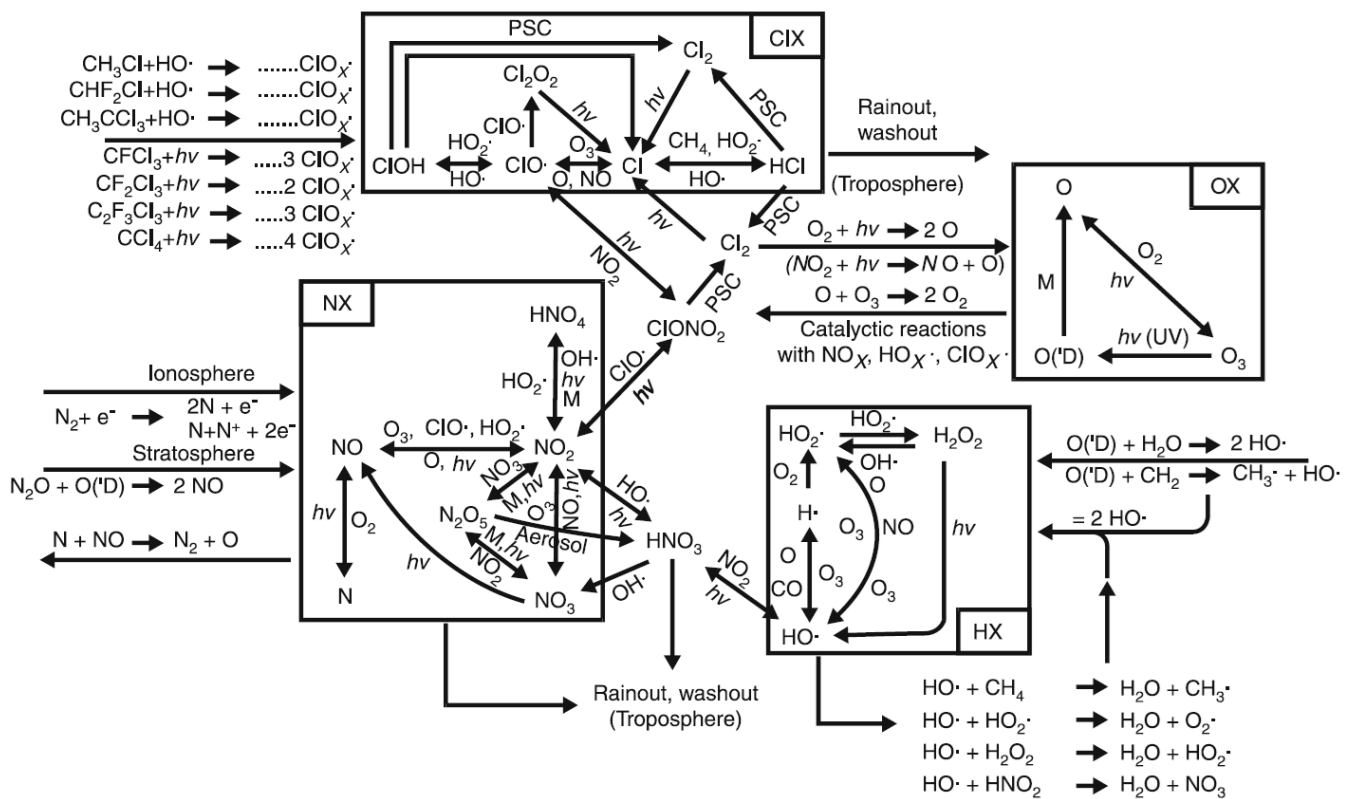 PSC
ClX
CH₃Cl+HO· → .......ClOₓ·
CHF₂Cl+HO· → .......ClOₓ·
CH₃CCl₃+HO· → .......ClOₓ·
CFCl₃+hv → .....3 ClOₓ·
CF₂Cl₃+hv → .....2 ClOₓ·
C₂F₃Cl₃+hv → .....3 ClOₓ·
CCl₄+hv → .....4 ClOₓ·
Cl₂
Cl₂O₂
hv
hv
PSC
ClO·
HO₂·
O₃
CH₄, HO₂·
ClOH
ClO·
Cl
HCl
HO·
O, NO
HO·
Rainout,
washout
(Troposphere)
PSC
hv
hv
NO₂
Cl₂
PSC
ClONO₂
O₂ + hv → 2 O
(NO₂ + hv → N O + O)
O + O₃ → 2 O₂
Catalyctic reactions
with NOₓ, HOₓ·, ClOₓ·
OX
O
O₂
M
hv
hv (UV)
O('D)
O₃
NX
HNO₄
OH·
HO₂·
hv
M
ClO·
hv
Ionosphere
N₂+ e⁻ → 2N + e⁻
N+N⁺ + 2e⁻
Stratosphere
N₂O + O('D) → 2 NO
N + NO → N₂ + O
NO
O₃, ClO·, HO₂·
O, hv
NO₂
NO₃
M,hv
O₃
NO,hv
HO·
hv
hv
O₂
N₂O₅
Aerosol
HNO₃
M,hv
NO₂
hv
N
NO₃
OH·
NO₂
hv
Rainout, washout
(Troposphere)
HO₂·
HO₂·
H₂O₂
OH·
O₂
O
H·
O₃
NO
hv
O
CO
O₃
O₃
HO·
HX
O('D) + H₂O → 2 HO·
O('D) + CH₂ → CH₃· + HO·
= 2 HO·
HO· + CH₄ → H₂O + CH₃·
HO· + HO₂· → H₂O + O₂·
HO· + H₂O₂ → H₂O + HO₂·
HO· + HNO₂ → H₂O + NO₃